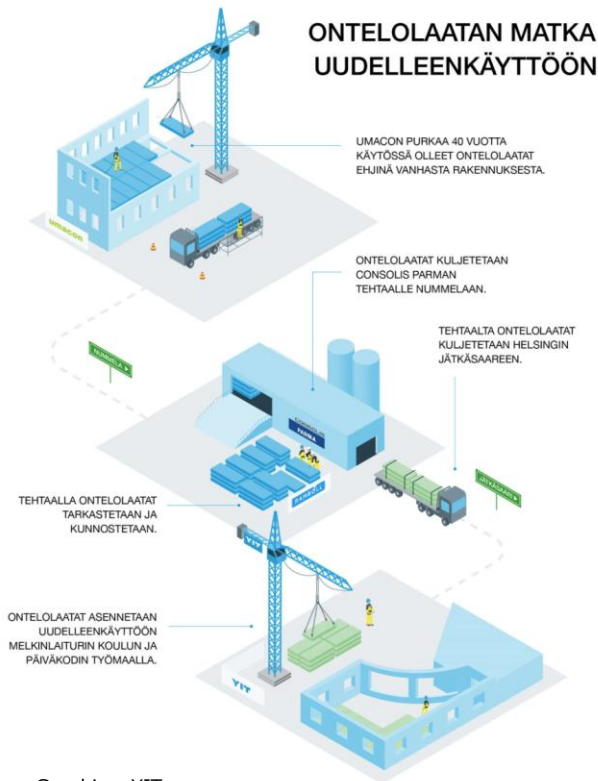 ONTELOLAATAN MATKA
UUDELLEENKÄYTTÖÖN
UMACON PURKAA 40 VUOTTA
KÄYTÖSSÄ OLLEET ONTELOLAATAT
EHJINÄ VANHASTA RAKENNUKSESTA.
umacon
ONTELOLAATAT KULJETETAAN
CONSOLIS PARMAN
TEHTAALLE NUMMELAAN.
TEHTAALTA ONTELOLAATAT
KULJETETAAN HELSINGIN
JÄTKÄSAAREEN.
NUMMELA
PARMA
JÄTKÄSAARI
RAMBOLL
TEHTAALLA ONTELOLAATAT
TARKASTETAAN JA
KUNNOSTETAAN.
YIT
ONTELOLAATAT ASENNETAAN
UUDELLEENKÄYTTÖÖN
MELKINLAITURIN KOULUN JA
PÄIVÄKODIN TYÖMAALLA.
YIT